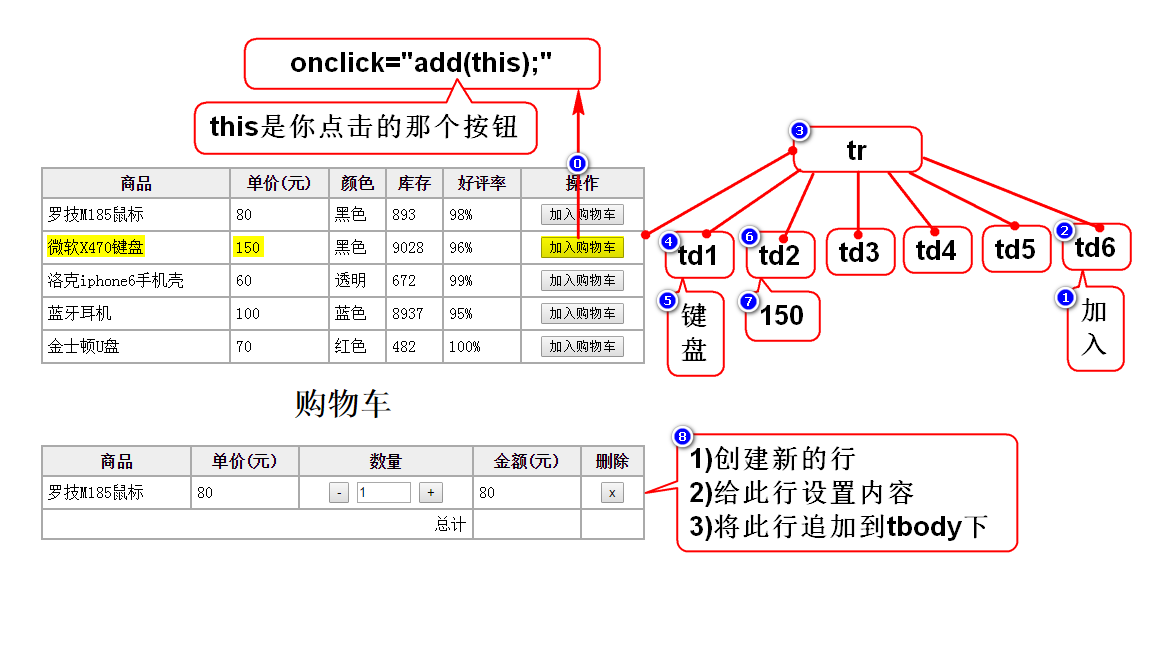 onclick="add(this);"
this是你点击的那个按钮
0
商品 单价(元) 颜色 库存 好评率 操作
罗技M185鼠标 80 黑色 893 98% 加入购物车
微软X470键盘 150 黑色 9028 96% 加入购物车
洛克iphone6手机壳 60 透明 672 99% 加入购物车
蓝牙耳机 100 蓝色 8937 95% 加入购物车
金士顿U盘 70 红色 482 100% 加入购物车
3
tr
4 6 2
td1 td2 td3 td4 td5 td6
5 7 1
键
盘
150
加
入
购物车
商品 单价(元) 数量 金额(元) 删除
罗技M185鼠标 80 - 1 + 80 x
总计
8
1)创建新的行
2)给此行设置内容
3)将此行追加到tbody下